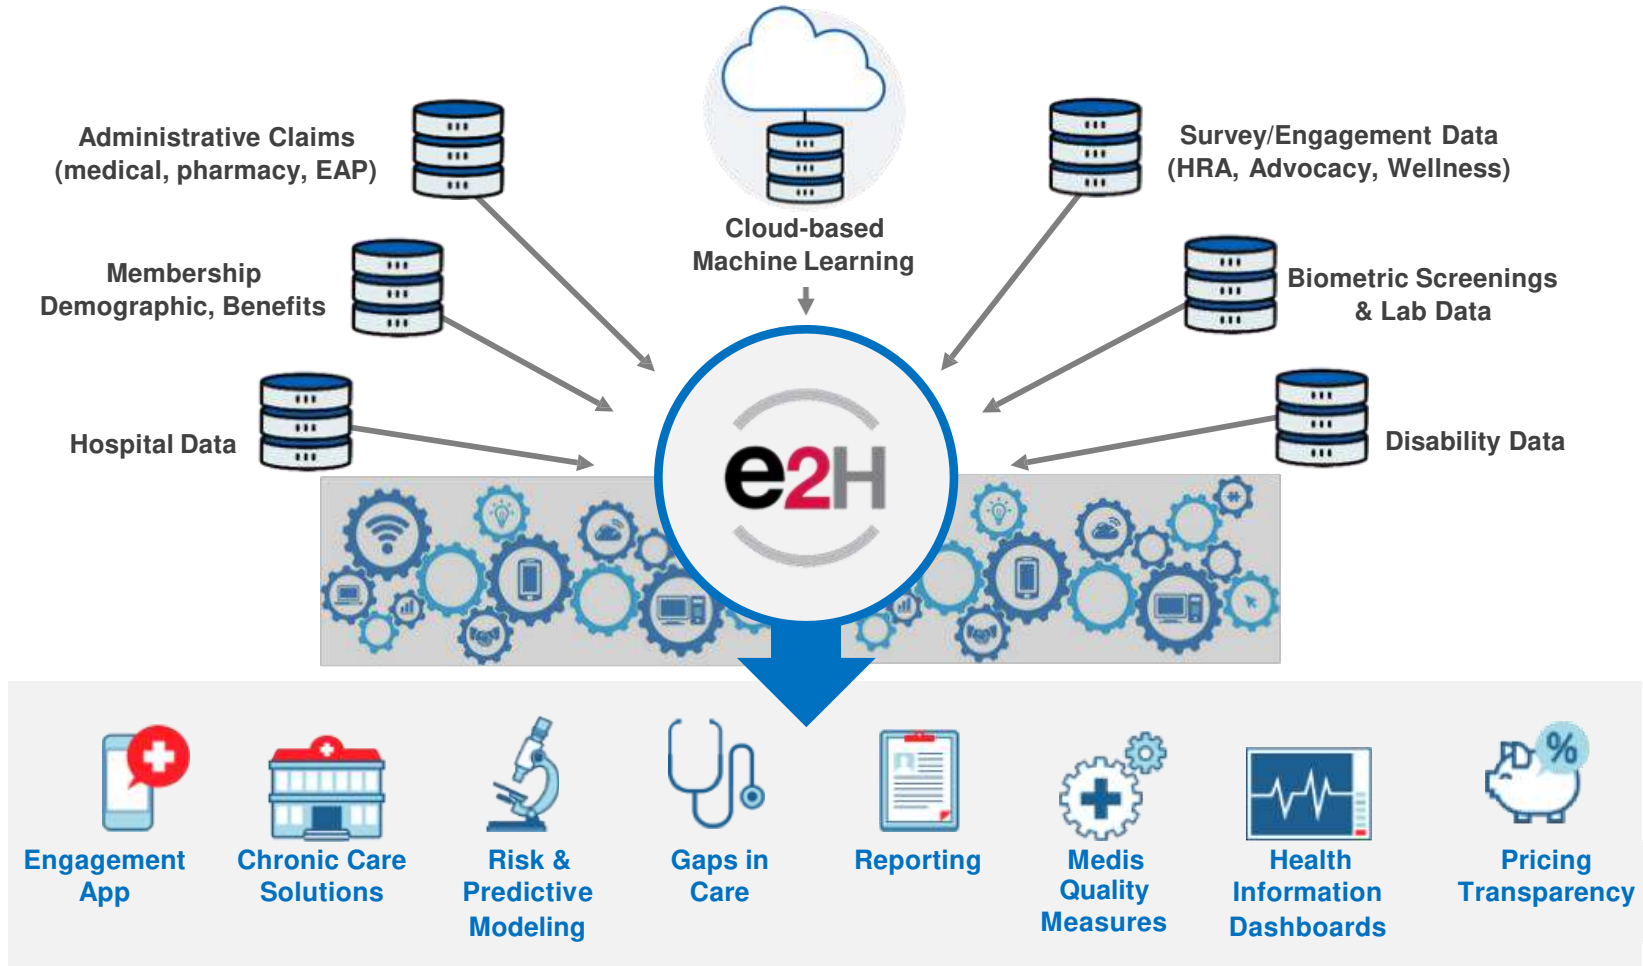 Administrative Claims
(medical, pharmacy, EAP)
Membership
Demographic, Benefits
Hospital Data
Cloud-based
Machine Learning
Survey/Engagement Data
(HRA, Advocacy, Wellness)
Biometric Screenings
& Lab Data
Disability Data
e2H
Engagement
App
Chronic Care
Solutions
Risk &
Predictive
Modeling
Gaps in
Care
Reporting
Medis
Quality
Measures
Health
Information
Dashboards
%
Pricing
Transparency